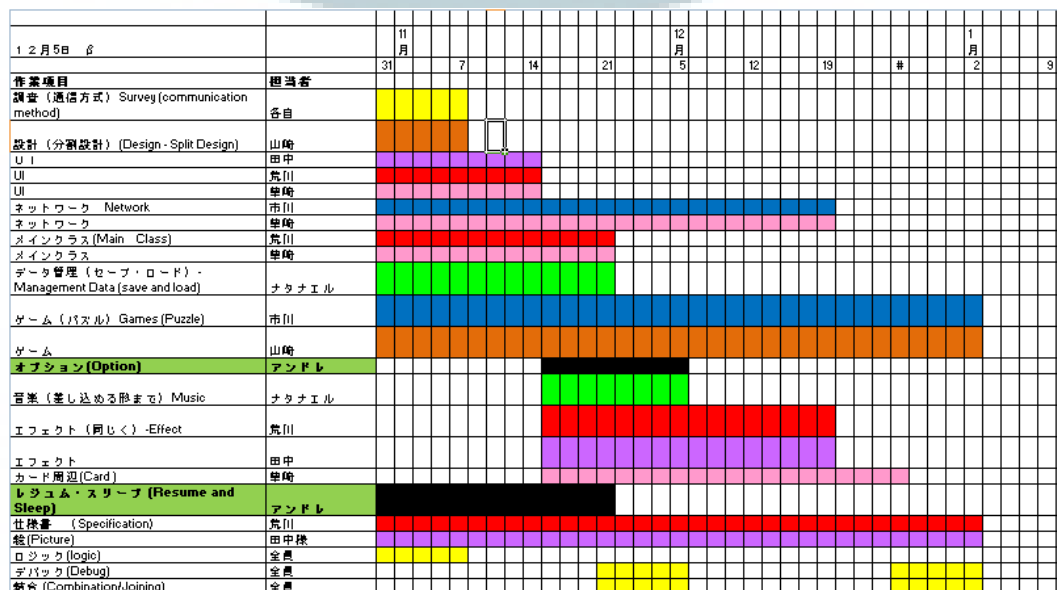 11
12
1
１２月5日　β
月
月
月
31 7 14 21 5 12 19 # 2 9
作業項目 担当者
調査（通信方式）Survey(communication
method) 各自
設計（分割設計）(Design - Split Design) 山崎
ＵＩ 田中
UI 荒川
UI 柴崎
ネットワーク　Network 市川
ネットワーク 柴崎
メインクラス(Main　Class) 荒川
メインクラス 柴崎
データ管理（セーブ・ロード）-
Management Data(save and load) ナタナエル
ゲーム（パズル）Games(Puzzle) 市川
ゲーム 山崎
オプション(Option) アンドレ
音楽（差し込める形まで）Music ナタナエル
エフェクト（同じく）-Effect 荒川
エフェクト 田中
カード周辺(Card) 柴崎
レジュム・スリープ (Resume and
Sleep) アンドレ
仕様書　（Specification) 荒川
絵(Picture) 田中様
ロジック(logic) 全員
デバック(Debug) 全員
結合 (Combination/Joining) 全員